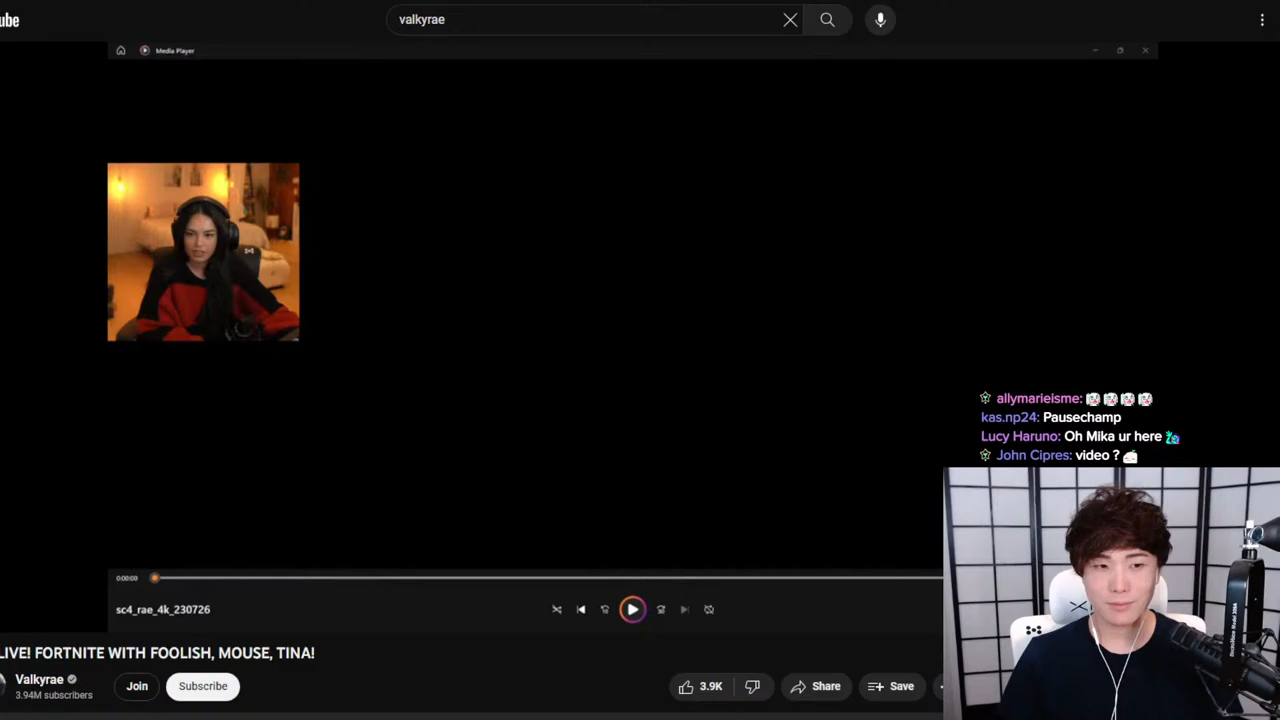 ube
valkyrae
Media Player
allymarieisme:
kas.np24: Pausechamp
Lucy Haruno: Oh Mika ur here
John Cipres: video ?
0:00:00
sc4_rae_4k_230726
LIVE! FORTNITE WITH FOOLISH, MOUSE, TINA!
Valkyrae
3.94M subscribers
Join
Subscribe
3.9K
Share
Save